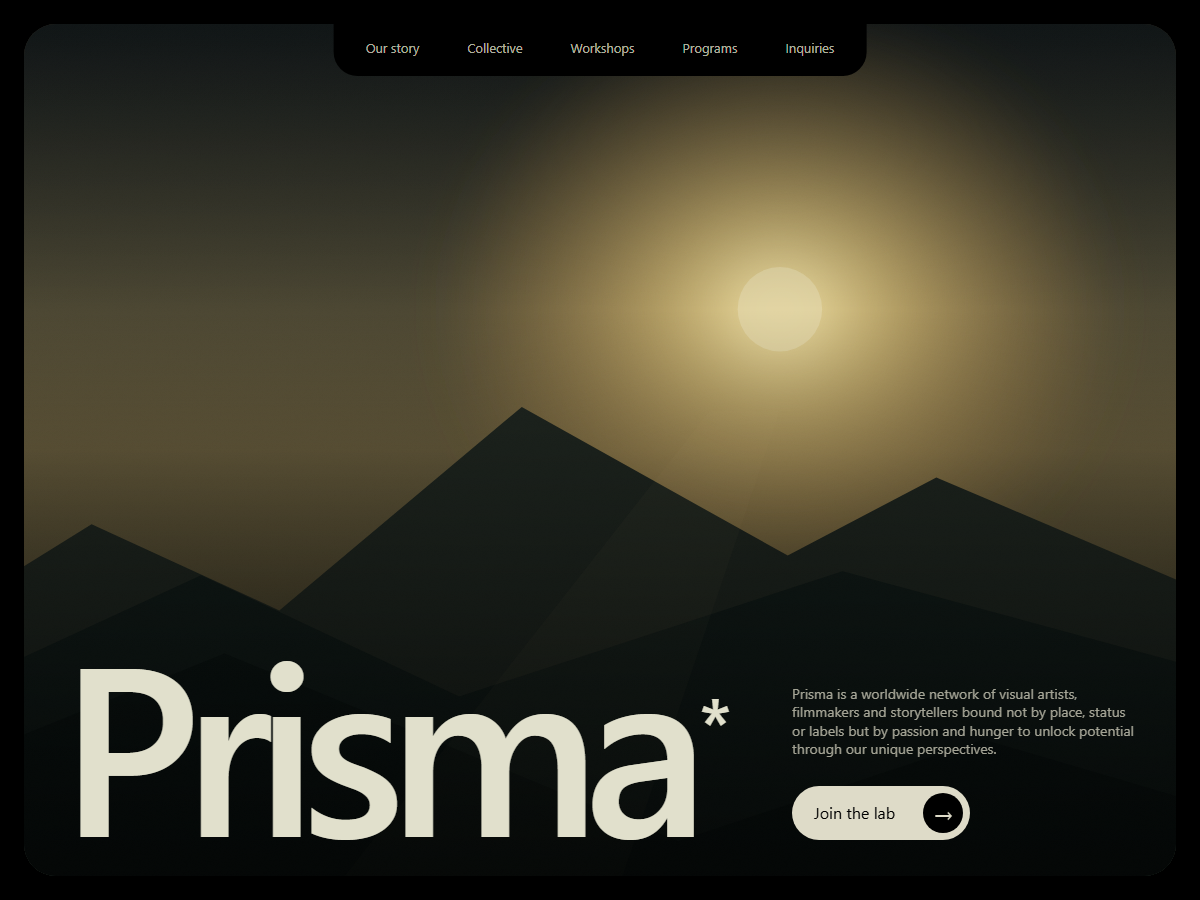 Our story
Collective
Workshops
Programs
Inquiries
Prisma*
Prisma is a worldwide network of visual artists,
filmmakers and storytellers bound not by place, status
or labels but by passion and hunger to unlock potential
through our unique perspectives.
Join the lab →